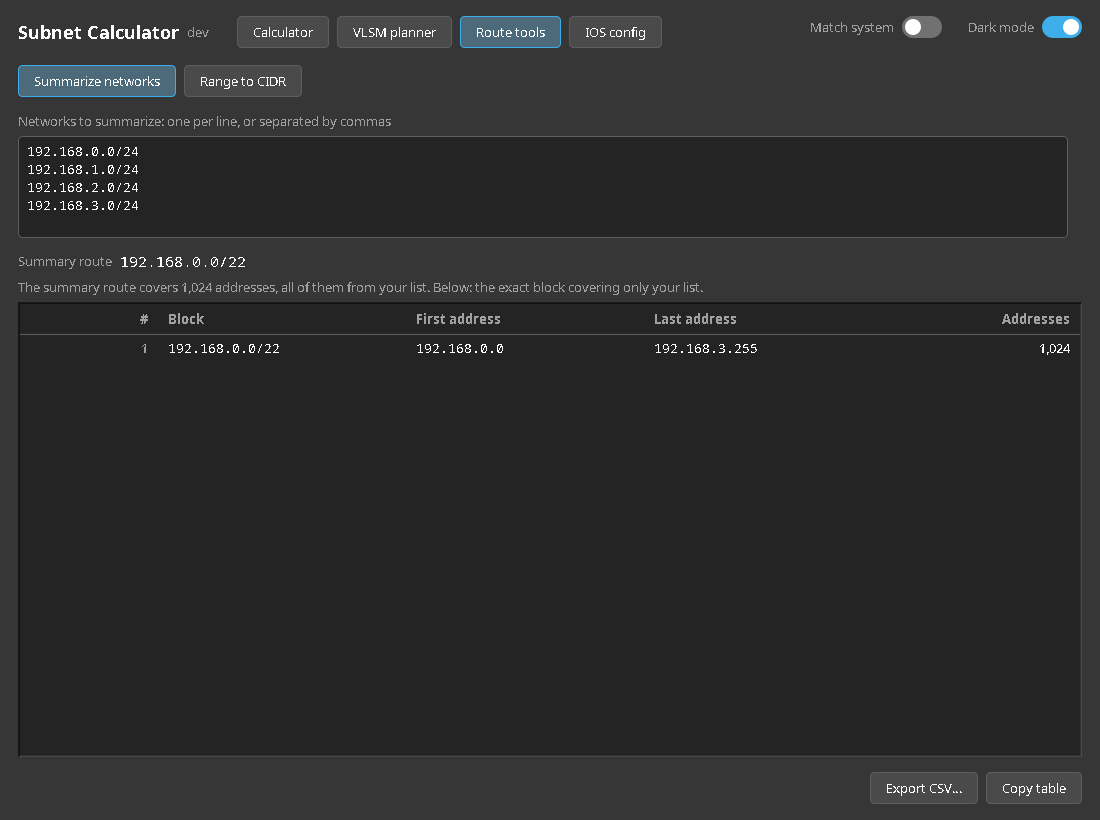 Subnet Calculator dev Calculator VLSM planner Route tools IOS config Match system Dark mode
Summarize networks Range to CIDR
Networks to summarize: one per line, or separated by commas
192.168.0.0/24
192.168.1.0/24
192.168.2.0/24
192.168.3.0/24
Summary route 192.168.0.0/22
The summary route covers 1,024 addresses, all of them from your list. Below: the exact block covering only your list.
# Block First address Last address Addresses
1 192.168.0.0/22 192.168.0.0 192.168.3.255 1,024
Export CSV... Copy table